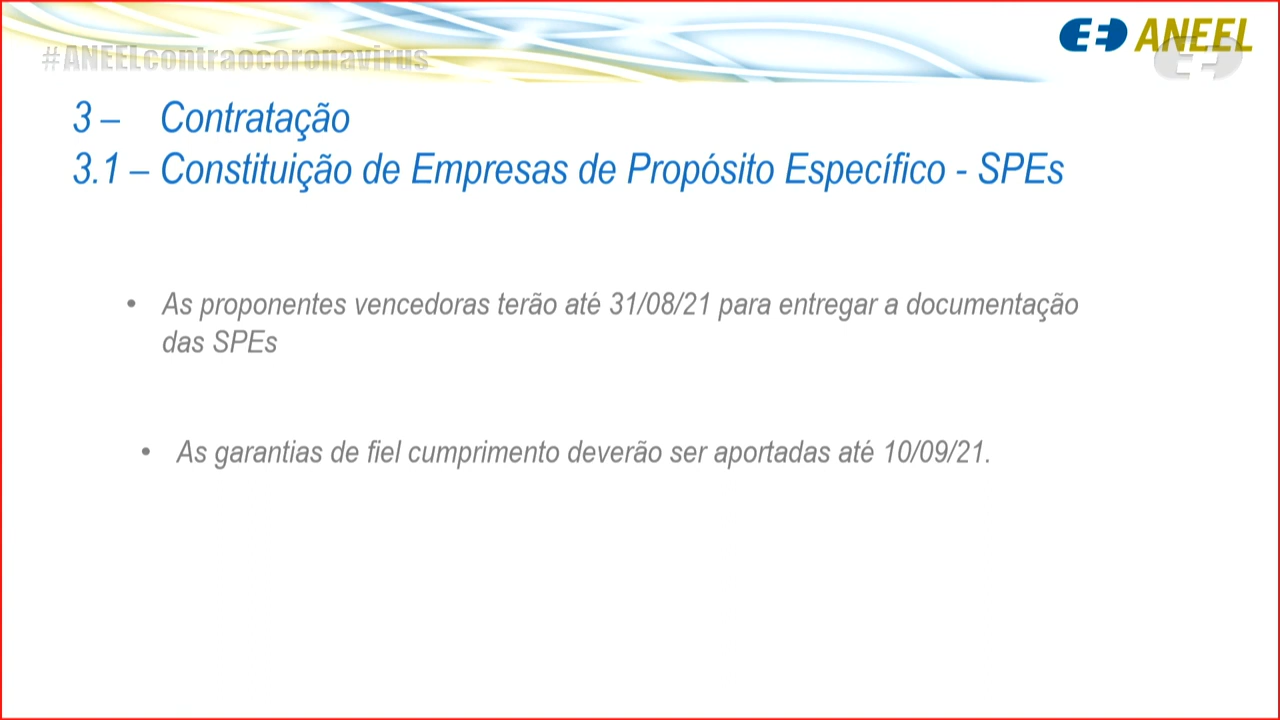 #ANEELcontraocoronavirus
ANEEL
3 – Contratação
3.1 – Constituição de Empresas de Propósito Específico - SPEs
• As proponentes vencedoras terão até 31/08/21 para entregar a documentação
das SPEs
• As garantias de fiel cumprimento deverão ser aportadas até 10/09/21.